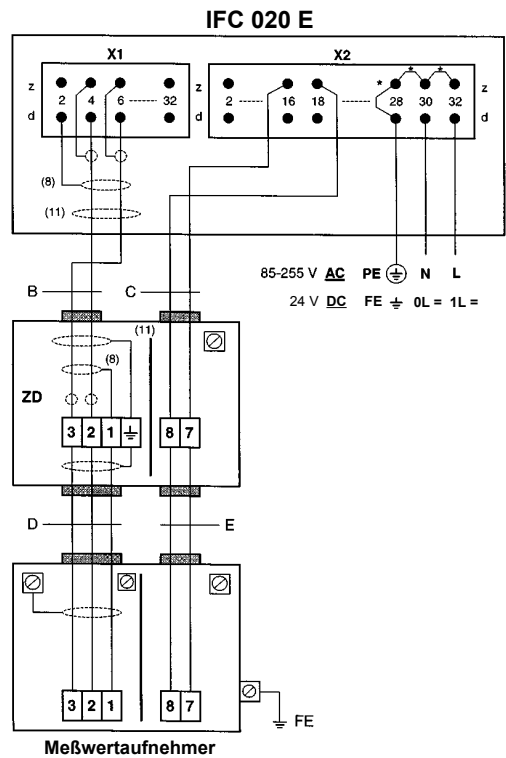 IFC 020 E
X1 X2
z z z
2 4 6 32 2 16 18 28 30 32
* * *
d d d
(8)
(11)
85-255 V AC PE N L
24 V DC FE 0L = 1L =
B C
(11)
(8)
ZD
3 2 1 8 7
D E
3 2 1 8 7
FE
Meßwertaufnehmer